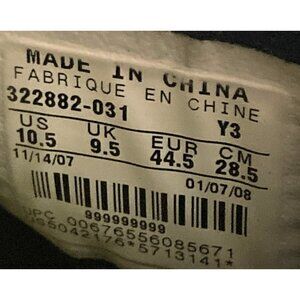 MADE IN CHINA
FABRIQUE EN CHINE
322882-031 Y3
US UK EUR CM
10.5 9.5 44.5 28.5
11/14/07 01/07/08
999999999
UPC 00676556085671